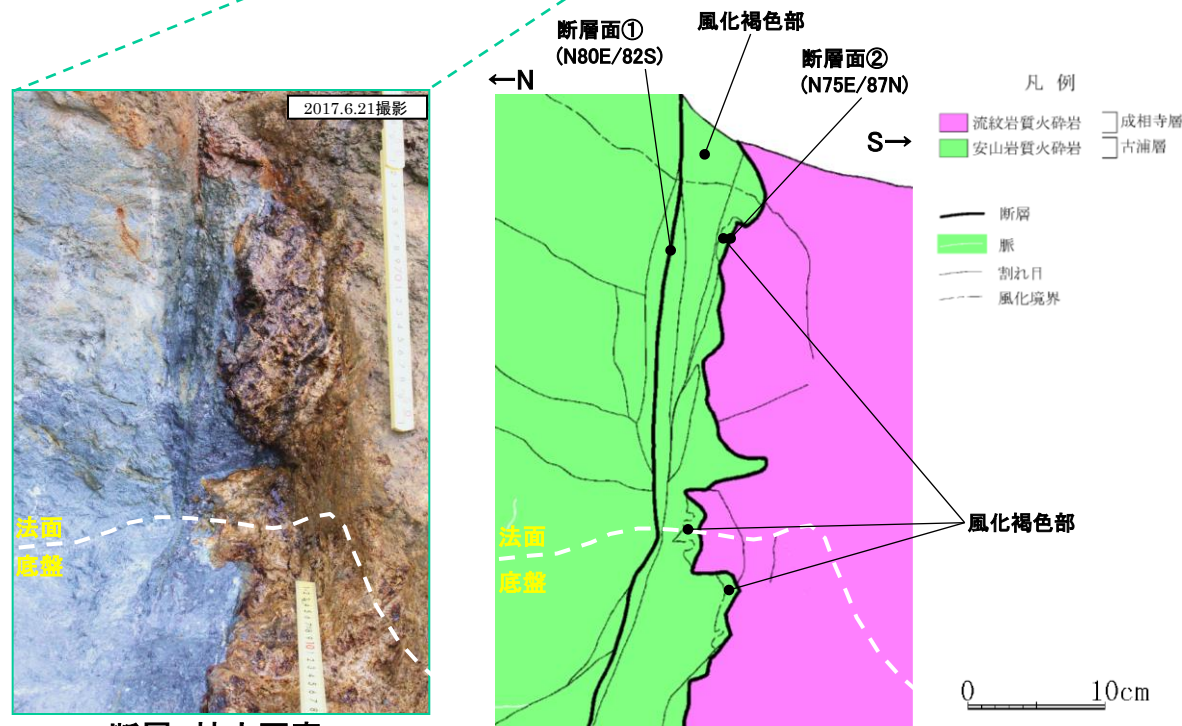 断層面①
(N80E/82S)
風化褐色部
断層面②
(N75E/87N)
←N
S→
2017.6.21撮影
凡 例
流紋岩質火砕岩
成相寺層
安山岩質火砕岩
古浦層
断層
脈
割れ目
風化境界
法面
底盤
法面
底盤
風化褐色部
0 10cm